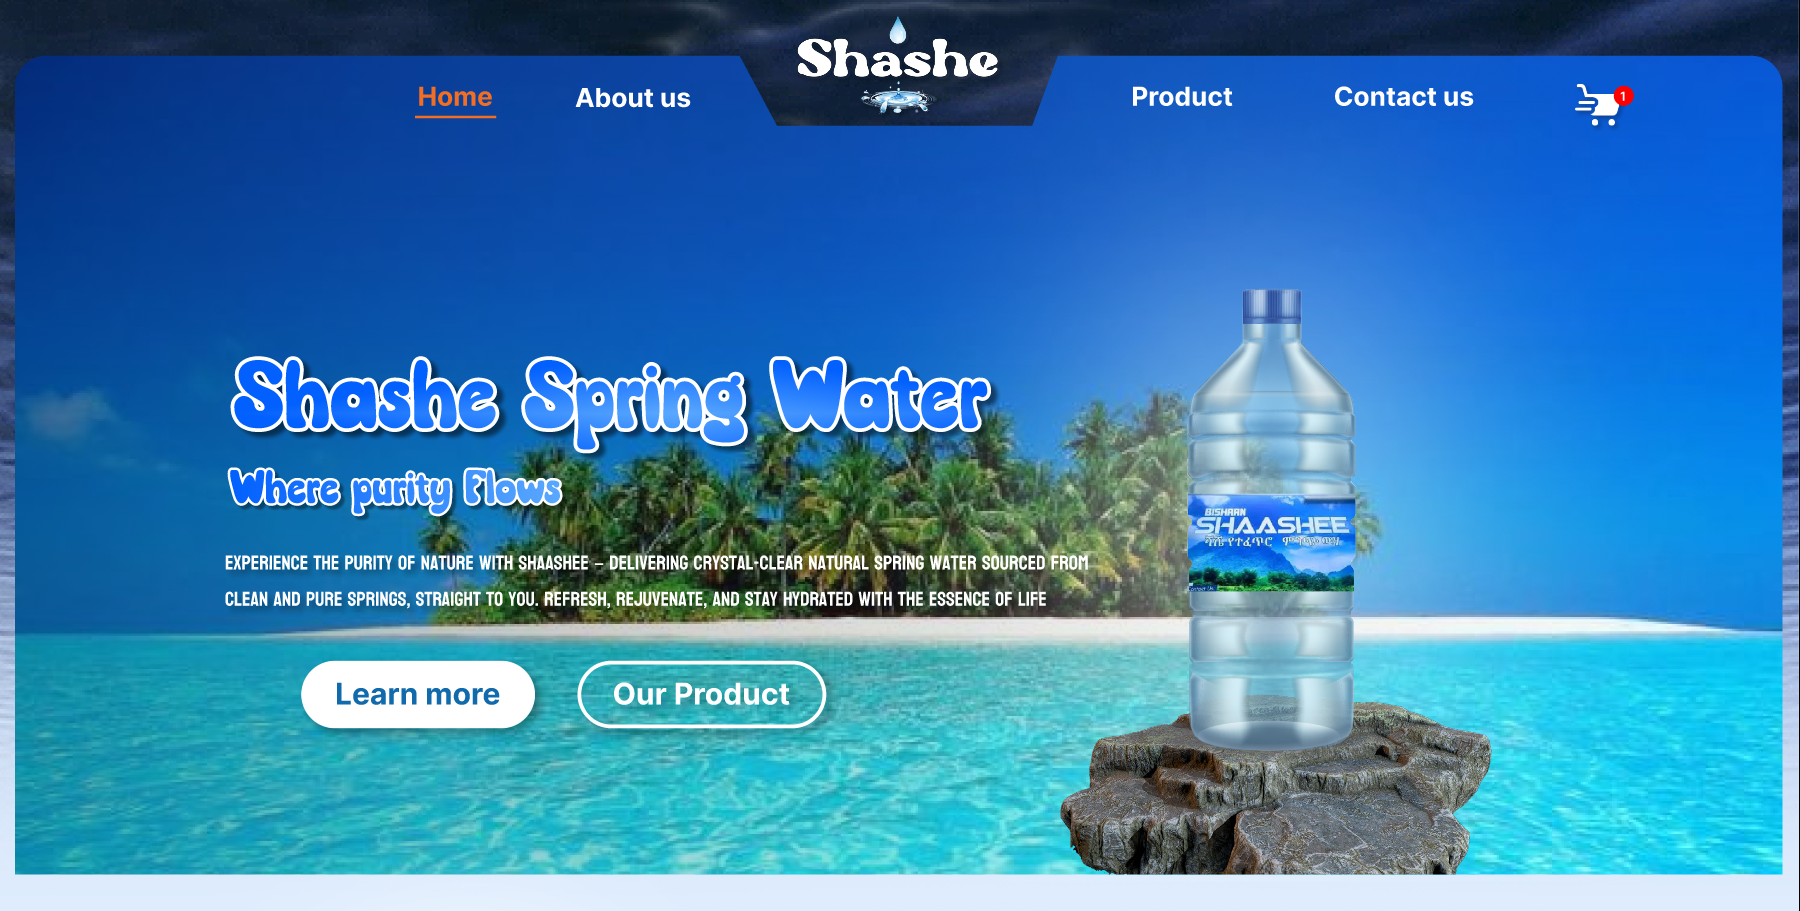 Shashe
Home
About us
Product
Contact us
1
Shashe Spring Water
Where purity Flows
EXPERIENCE THE PURITY OF NATURE WITH SHAASHEE – DELIVERING CRYSTAL-CLEAR NATURAL SPRING WATER SOURCED FROM
CLEAN AND PURE SPRINGS, STRAIGHT TO YOU. REFRESH, REJUVENATE, AND STAY HYDRATED WITH THE ESSENCE OF LIFE
Learn more
Our Product
BISHAAN
SHAASHEE
ሻሼ የተፈጥሮ